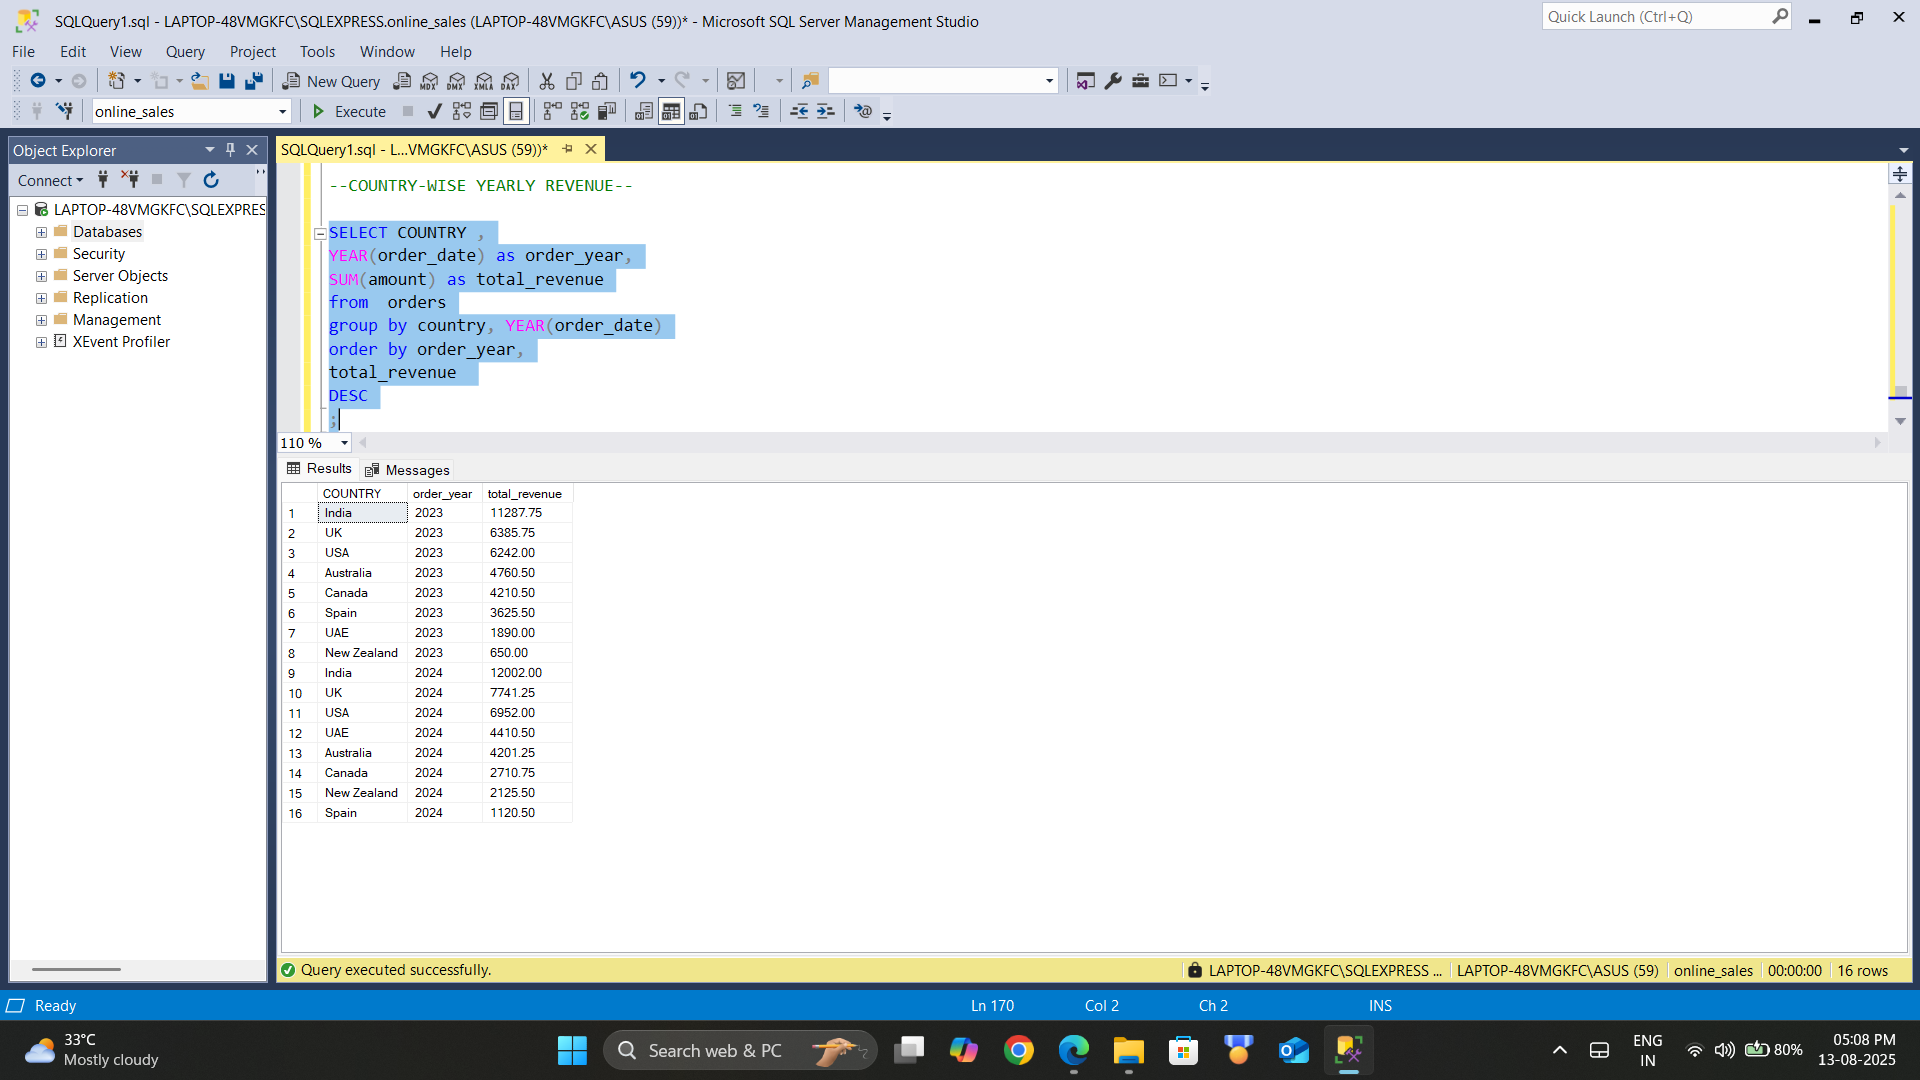 SQLQuery1.sql - LAPTOP-48VMGKFC\SQLEXPRESS.online_sales (LAPTOP-48VMGKFC\ASUS (59))* - Microsoft SQL Server Management Studio
Quick Launch (Ctrl+Q)
File Edit View Query Project Tools Window Help
New Query MDX DMX XMLA DAX
online_sales Execute
Object Explorer
Connect
LAPTOP-48VMGKFC\SQLEXPRES
Databases
Security
Server Objects
Replication
Management
XEvent Profiler
SQLQuery1.sql - L...VMGKFC\ASUS (59))*
--COUNTRY-WISE YEARLY REVENUE--
SELECT COUNTRY ,
YEAR(order_date) as order_year,
SUM(amount) as total_revenue
from  orders
group by country, YEAR(order_date)
order by order_year,
total_revenue
DESC
;
110 %
Results Messages
COUNTRY order_year total_revenue
1 India 2023 11287.75
2 UK 2023 6385.75
3 USA 2023 6242.00
4 Australia 2023 4760.50
5 Canada 2023 4210.50
6 Spain 2023 3625.50
7 UAE 2023 1890.00
8 New Zealand 2023 650.00
9 India 2024 12002.00
10 UK 2024 7741.25
11 USA 2024 6952.00
12 UAE 2024 4410.50
13 Australia 2024 4201.25
14 Canada 2024 2710.75
15 New Zealand 2024 2125.50
16 Spain 2024 1120.50
Query executed successfully. LAPTOP-48VMGKFC\SQLEXPRESS ... LAPTOP-48VMGKFC\ASUS (59) online_sales 00:00:00 16 rows
Ready Ln 170 Col 2 Ch 2 INS
33°C
Mostly cloudy
Search web & PC
ENG
IN
80%
05:08 PM
13-08-2025